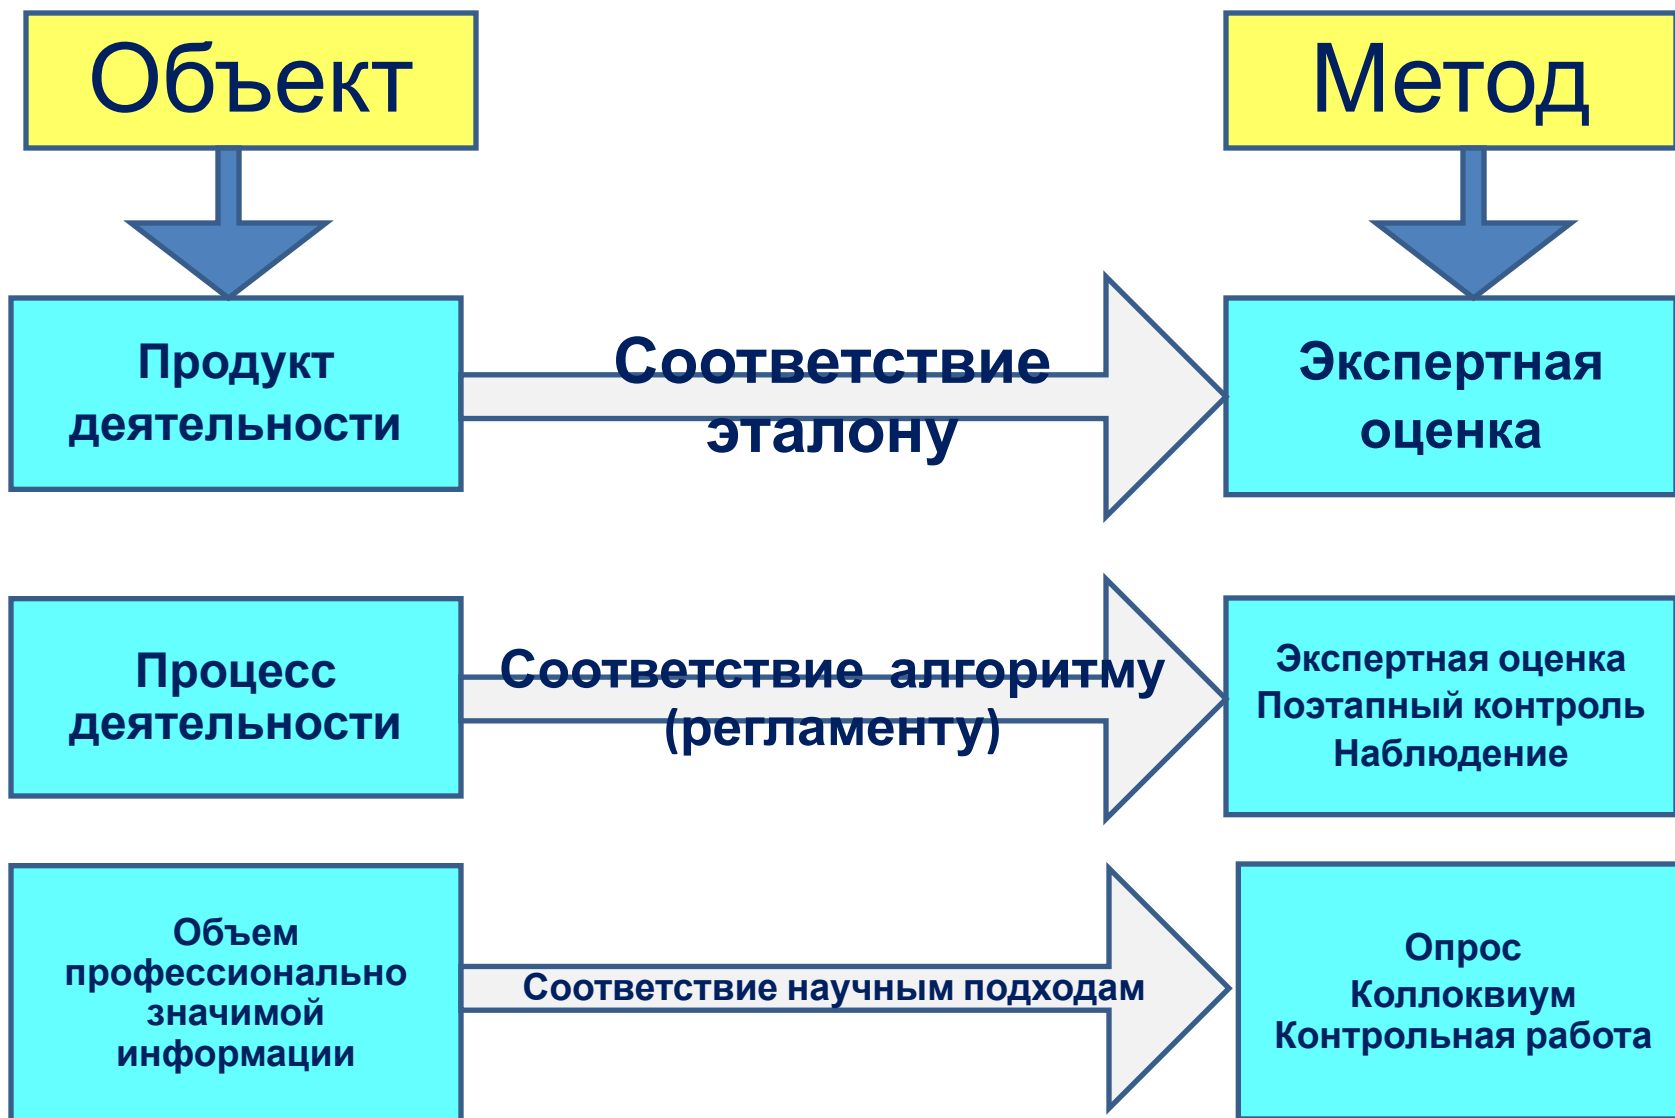 Объект
Метод
Продукт
деятельности
Соответствие
эталону
Экспертная
оценка
Процесс
деятельности
Соответствие алгоритму
(регламенту)
Экспертная оценка
Поэтапный контроль
Наблюдение
Объем
профессионально
значимой
информации
Соответствие научным подходам
Опрос
Коллоквиум
Контрольная работа